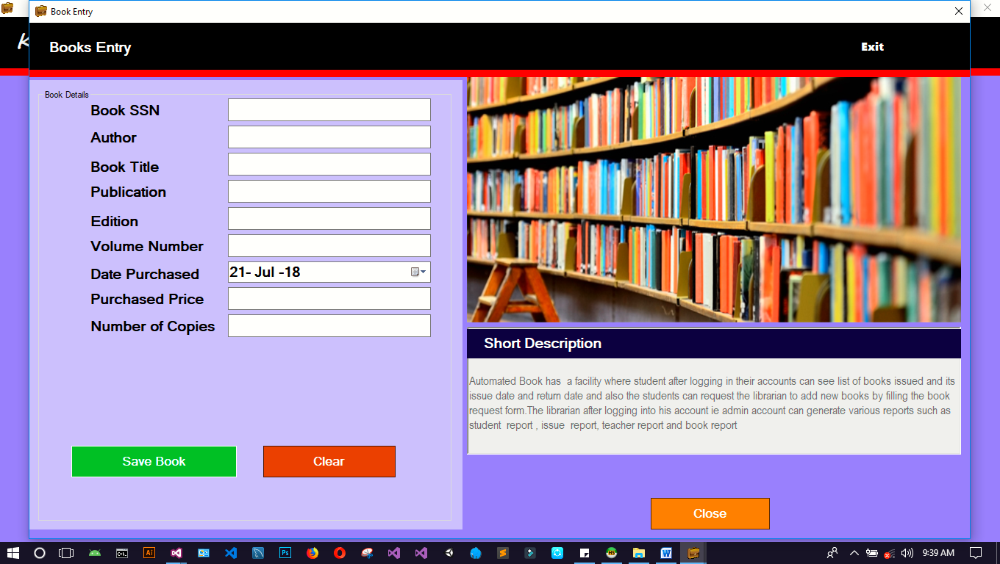 Book Entry
K
Books Entry
Exit
Book Details
Book SSN
Author
Book Title
Publication
Edition
Volume Number
Date Purchased
21- Jul -18
Purchased Price
Number of Copies
Save Book
Clear
Short Description
Automated Book has  a facility where student after logging in their accounts can see list of books issued and its
issue date and return date and also the students can request the librarian to add new books by filling the book
request form.The librarian after logging into his account ie admin account can generate various reports such as
student  report , issue  report, teacher report and book report
Close
C:\_
Ai
Ps
HS
W
9:39 AM